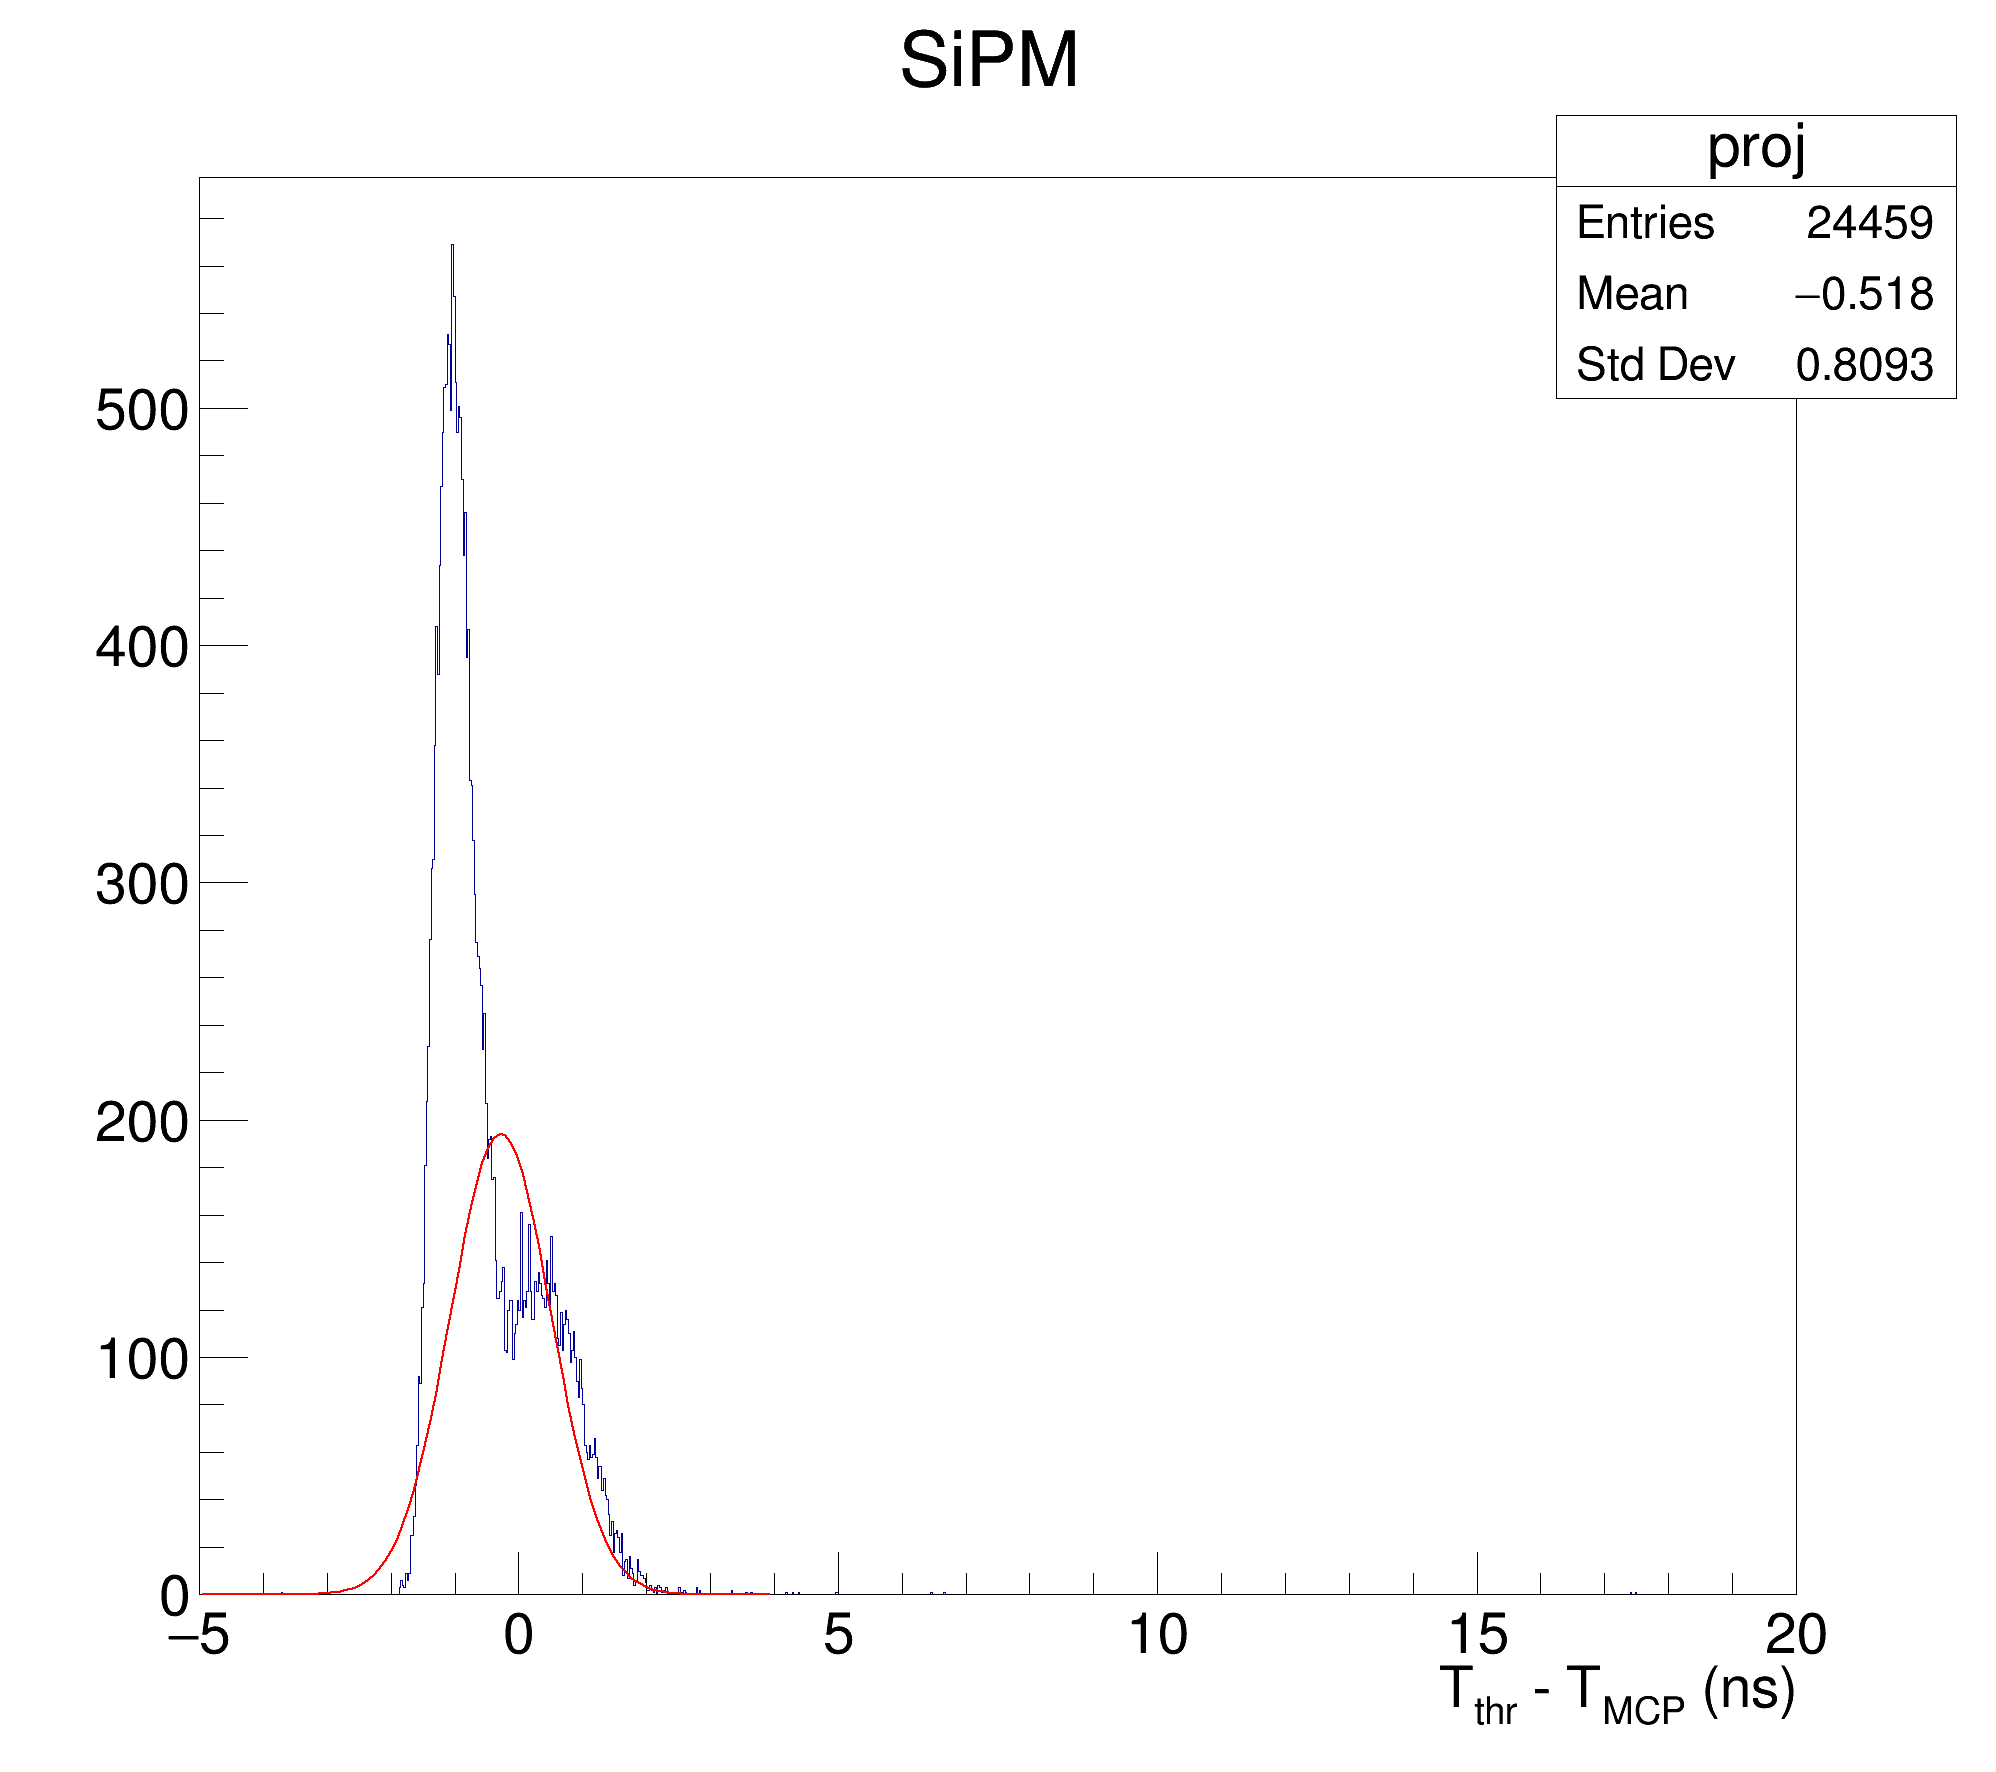 SiPM
proj
Entries 24459
Mean −0.518
Std Dev 0.8093
500
400
300
200
100
0
−5 0 5 10 15 20
T_thr - T_MCP (ns)